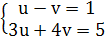 u − v = 1
3u + 4v = 5